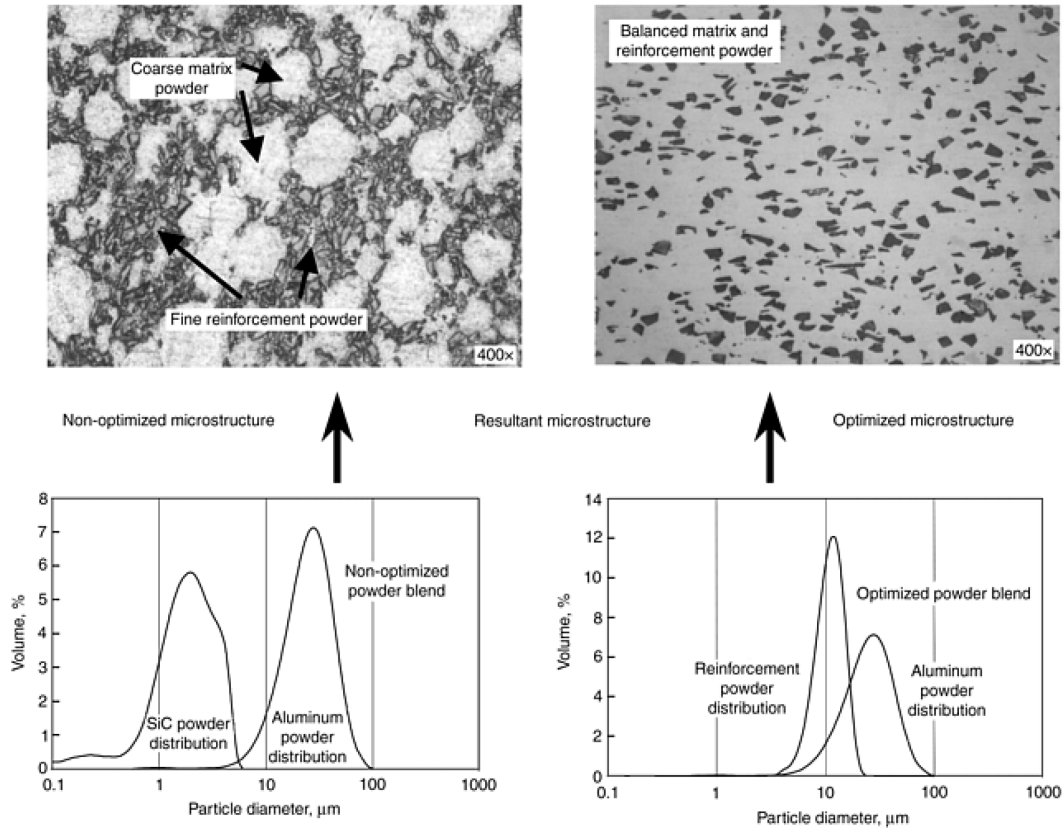 Coarse matrix
powder
Fine reinforcement powder
400×
Balanced matrix and
reinforcement powder
400×
Non-optimized microstructure
Resultant microstructure
Optimized microstructure
8
7
6
5
4
3
2
1
0
Volume, %
Non-optimized
powder blend
SiC powder
distribution
Aluminum
powder
distribution
0.1
1
10
100
1000
Particle diameter, μm
14
12
10
8
6
4
2
0
Volume, %
Optimized powder blend
Reinforcement
powder
distribution
Aluminum
powder
distribution
0.1
1
10
100
1000
Particle diameter, μm